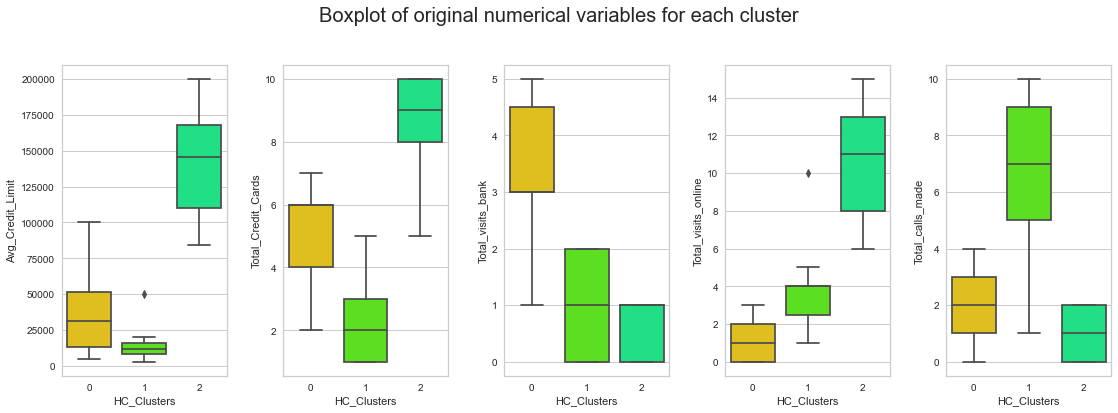 Boxplot of original numerical variables for each cluster
Avg_Credit_Limit
200000
175000
150000
125000
100000
75000
50000
25000
0
0 1 2
HC_Clusters
Total_Credit_Cards
10
8
6
4
2
0 1 2
HC_Clusters
Total_visits_bank
5
4
3
2
1
0
0 1 2
HC_Clusters
Total_visits_online
14
12
10
8
6
4
2
0
0 1 2
HC_Clusters
Total_calls_made
10
8
6
4
2
0
0 1 2
HC_Clusters